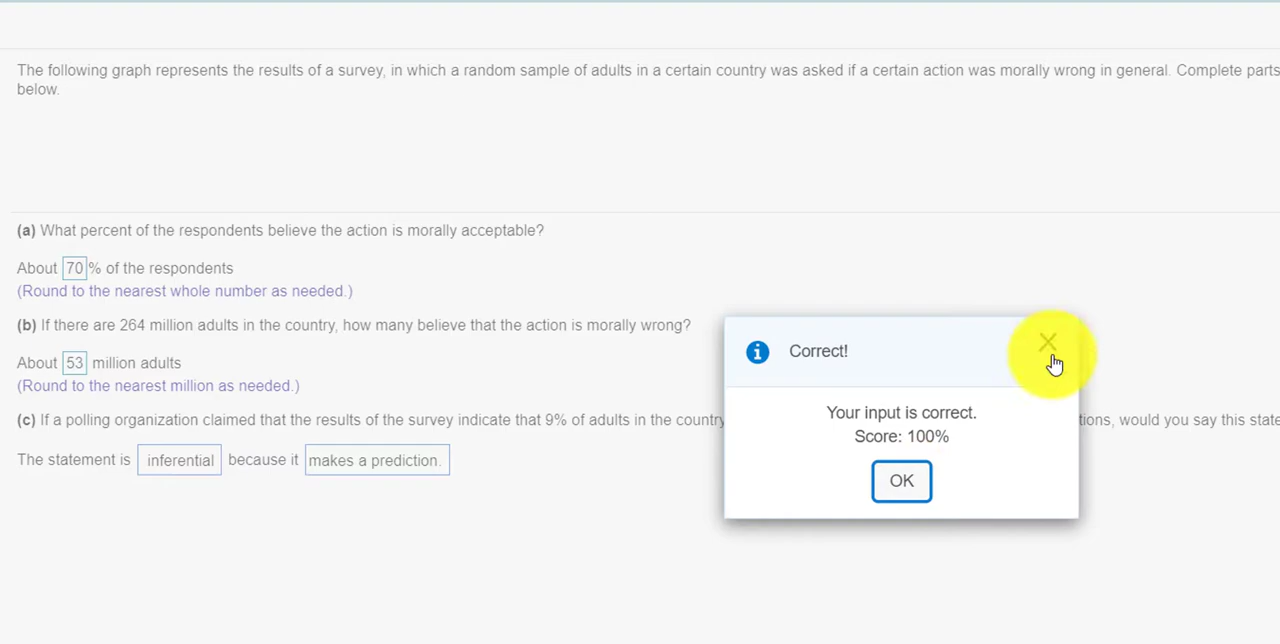 The following graph represents the results of a survey, in which a random sample of adults in a certain country was asked if a certain action was morally wrong in general. Complete parts
below.
(a) What percent of the respondents believe the action is morally acceptable?
About 70 % of the respondents
(Round to the nearest whole number as needed.)
(b) If there are 264 million adults in the country, how many believe that the action is morally wrong?
About 53 million adults
(Round to the nearest million as needed.)
(c) If a polling organization claimed that the results of the survey indicate that 9% of adults in the country tions, would you say this state
The statement is inferential because it makes a prediction.
Correct!
Your input is correct.
Score: 100%
OK